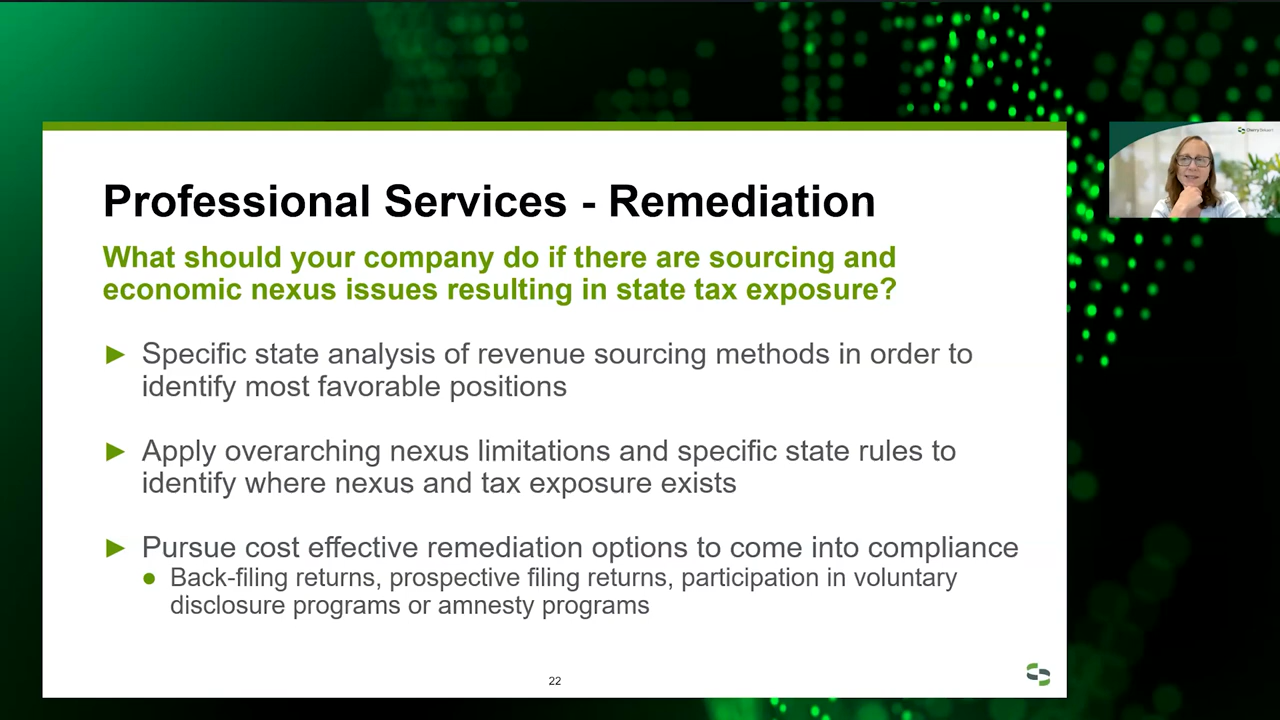 Professional Services - Remediation
What should your company do if there are sourcing and
economic nexus issues resulting in state tax exposure?
► Specific state analysis of revenue sourcing methods in order to
identify most favorable positions
► Apply overarching nexus limitations and specific state rules to
identify where nexus and tax exposure exists
► Pursue cost effective remediation options to come into compliance
● Back-filing returns, prospective filing returns, participation in voluntary
disclosure programs or amnesty programs
22